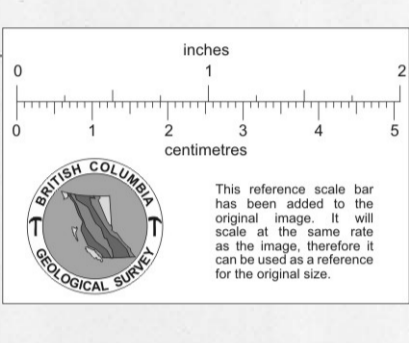 inches
0 1 2
0 1 2 3 4 5
centimetres
BRITISH COLUMBIA
GEOLOGICAL SURVEY
This reference scale bar
has been added to the
original image. It will
scale at the same rate
as the image, therefore it
can be used as a reference
for the original size.